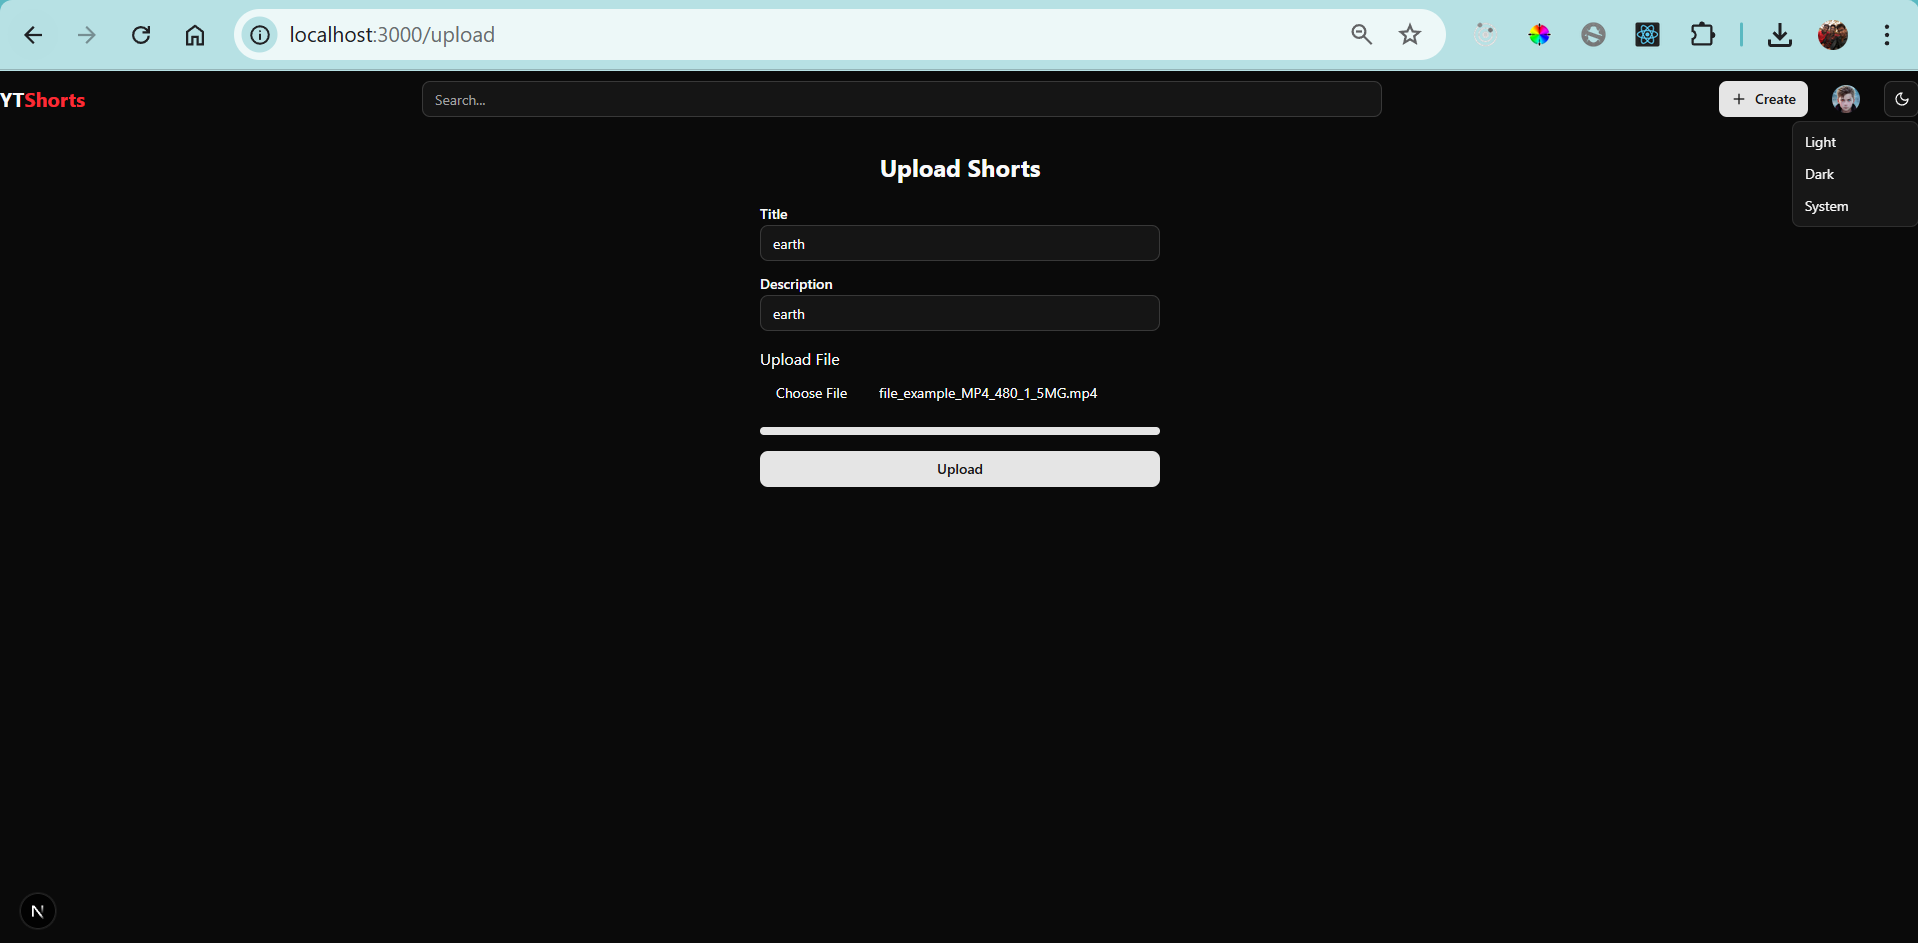 localhost:3000/upload
YTShorts
Search...
+ Create
Light
Dark
System
Upload Shorts
Title
earth
Description
earth
Upload File
Choose File file_example_MP4_480_1_5MG.mp4
Upload
N